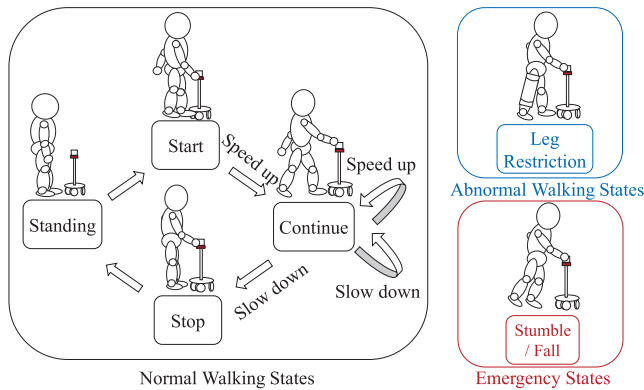 Start
Speed up
Standing
Continue
Speed up
Slow down
Slow down
Stop
Normal Walking States
Leg
Restriction
Abnormal Walking States
Stumble
/ Fall
Emergency States